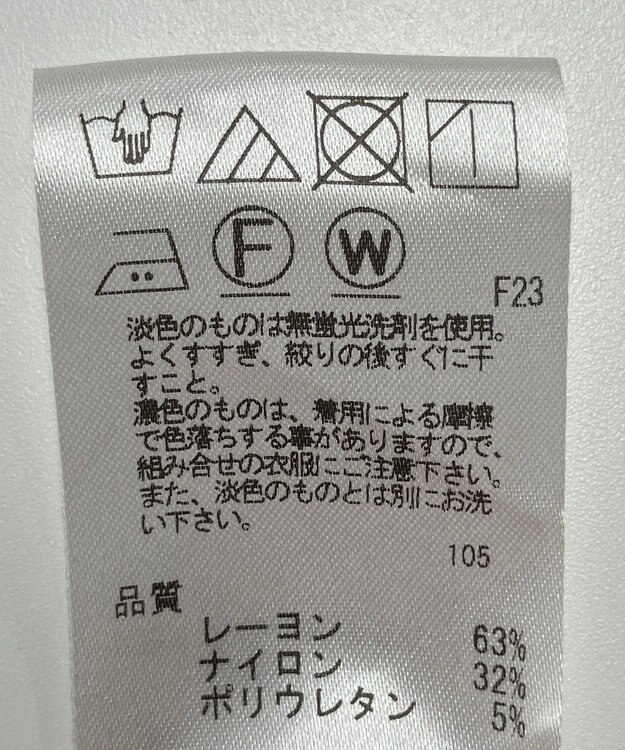 F W
F23
淡色のものは無蛍光洗剤を使用。
よくすすぎ、絞りの後すぐに干
すこと。
濃色のものは、着用による摩擦
で色落ちする事がありますので、
組み合せの衣服にご注意下さい。
また、淡色のものとは別にお洗
い下さい。
105
品質
レーヨン 63%
ナイロン 32%
ポリウレタン 5%